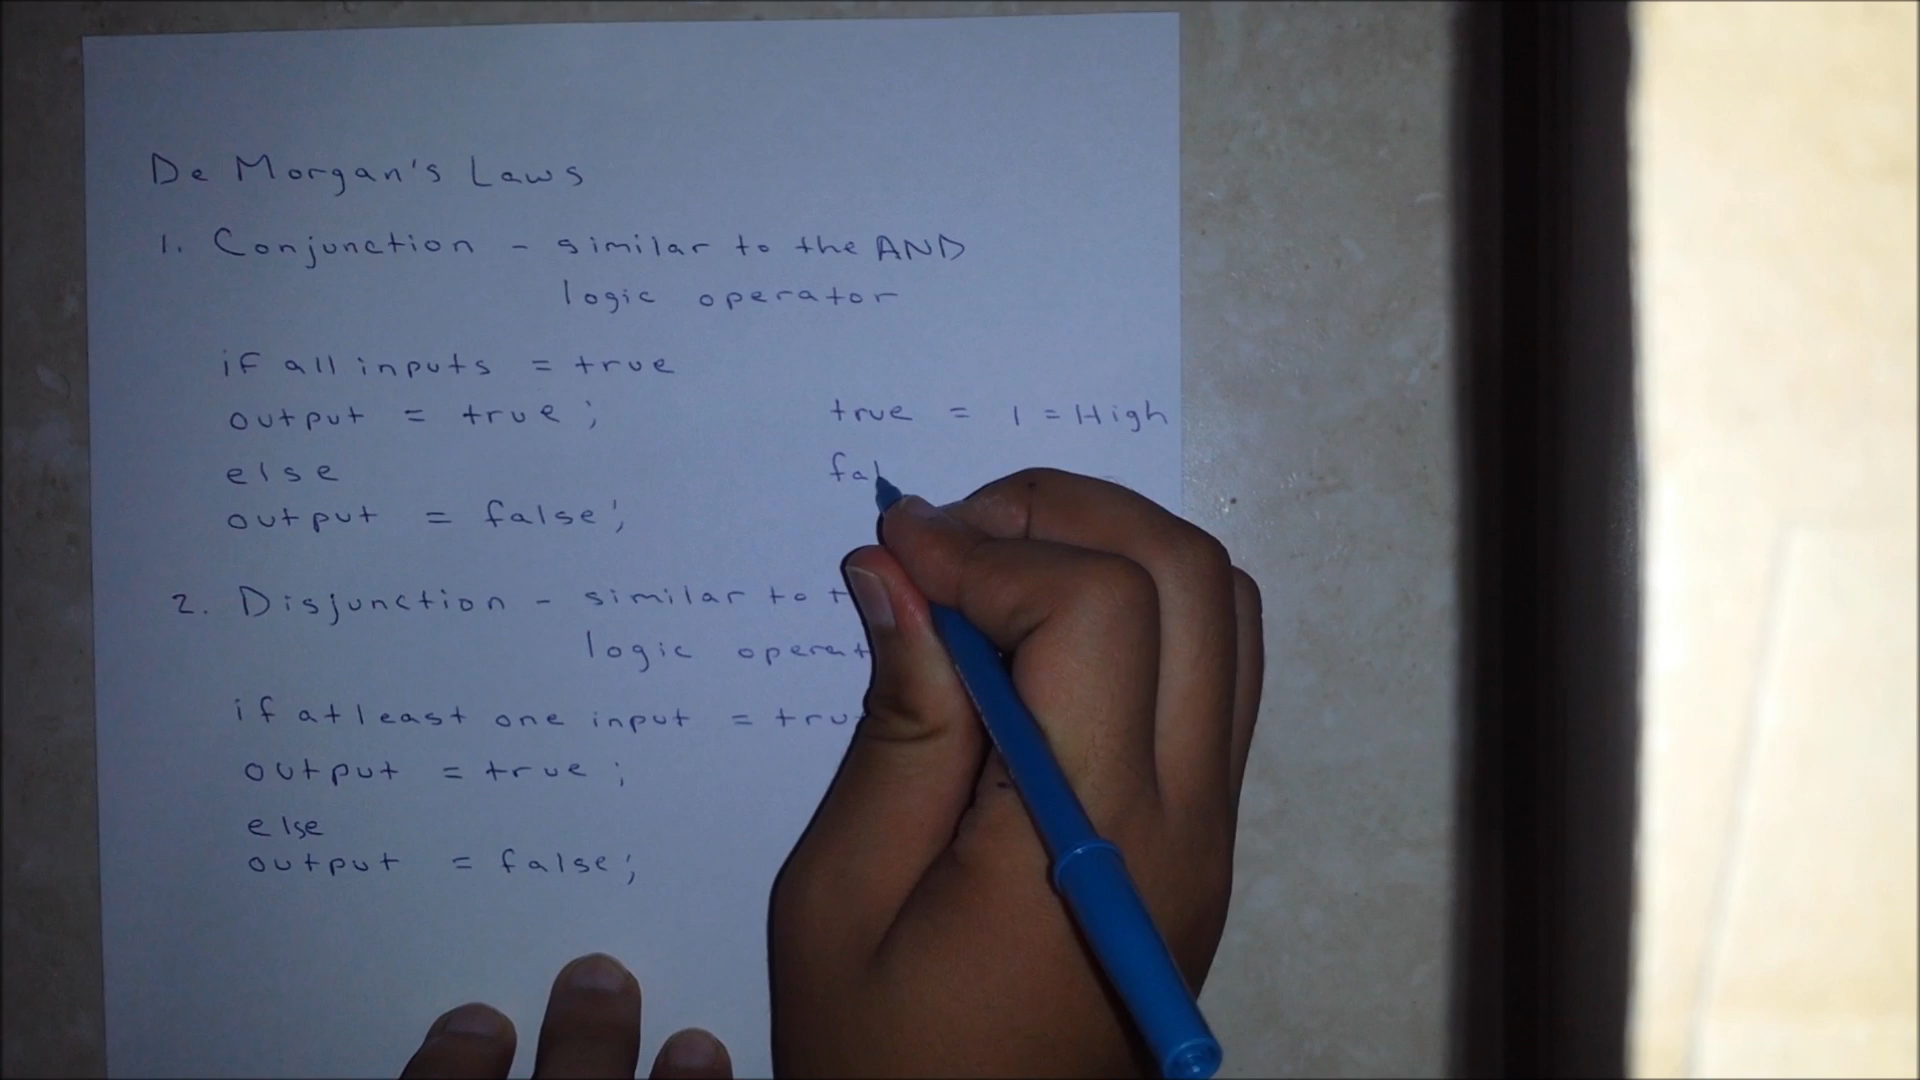 De Morgan's Laws
1. Conjunction - similar to the AND
logic operator
if all inputs = true
output = true;
else
output = false;
true = 1 = High
2. Disjunction - similar to
logic
if atleast one input =
output = true;
else
output = false;